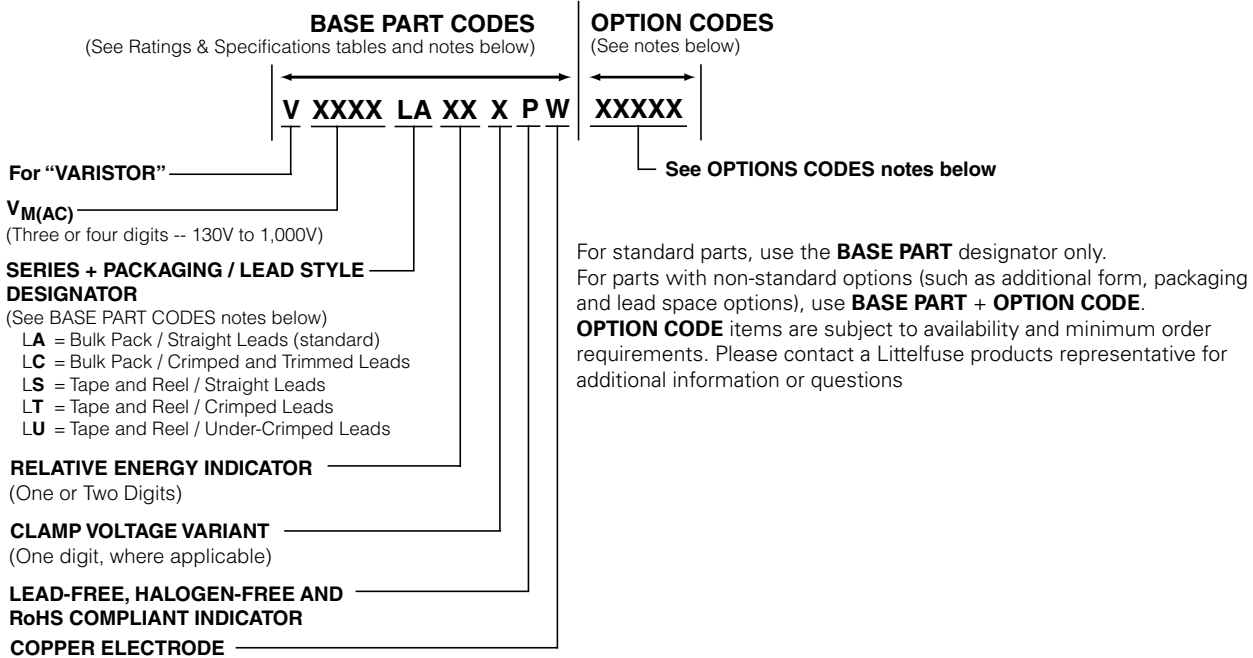 BASE PART CODES
(See Ratings & Specifications tables and notes below)
OPTION CODES
(See notes below)
V XXXX LA XX X P W XXXXX
For “VARISTOR”
See OPTIONS CODES notes below
VM(AC)
(Three or four digits -- 130V to 1,000V)
SERIES + PACKAGING / LEAD STYLE
DESIGNATOR
(See BASE PART CODES notes below)
LA = Bulk Pack / Straight Leads (standard)
LC = Bulk Pack / Crimped and Trimmed Leads
LS = Tape and Reel / Straight Leads
LT = Tape and Reel / Crimped Leads
LU = Tape and Reel / Under-Crimped Leads
RELATIVE ENERGY INDICATOR
(One or Two Digits)
CLAMP VOLTAGE VARIANT
(One digit, where applicable)
LEAD-FREE, HALOGEN-FREE AND
RoHS COMPLIANT INDICATOR
COPPER ELECTRODE
For standard parts, use the BASE PART designator only.
For parts with non-standard options (such as additional form, packaging
and lead space options), use BASE PART + OPTION CODE.
OPTION CODE items are subject to availability and minimum order
requirements. Please contact a Littelfuse products representative for
additional information or questions